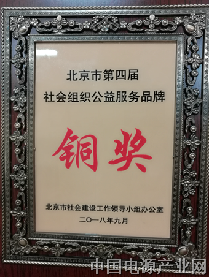 北京市第四届
社会组织公益服务品牌
铜奖
北京市社会建设工作领导小组办公室
二〇一八年九月
中国电源产业网